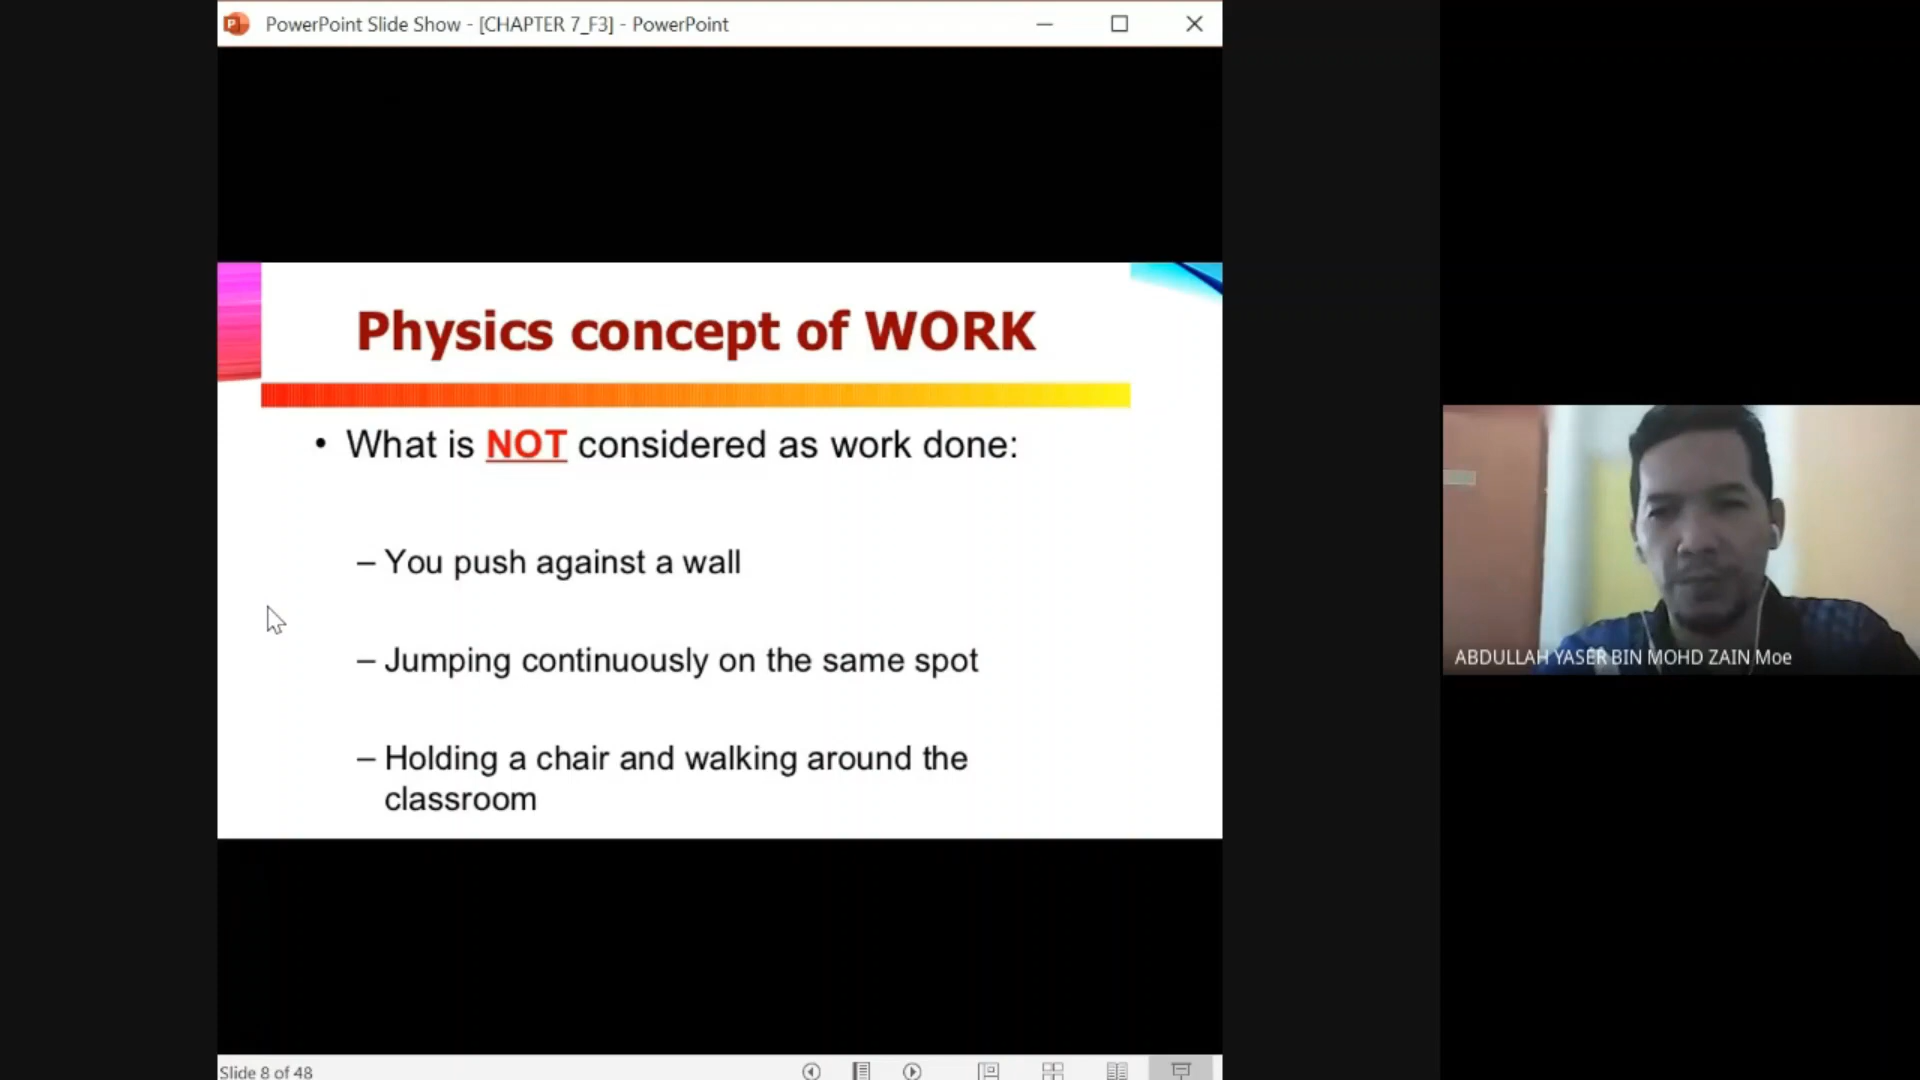 PowerPoint Slide Show - [CHAPTER 7_F3] - PowerPoint
Physics concept of WORK
• What is NOT considered as work done:
– You push against a wall
– Jumping continuously on the same spot
– Holding a chair and walking around the
classroom
ABDULLAH YASER BIN MOHD ZAIN Moe
Slide 8 of 48